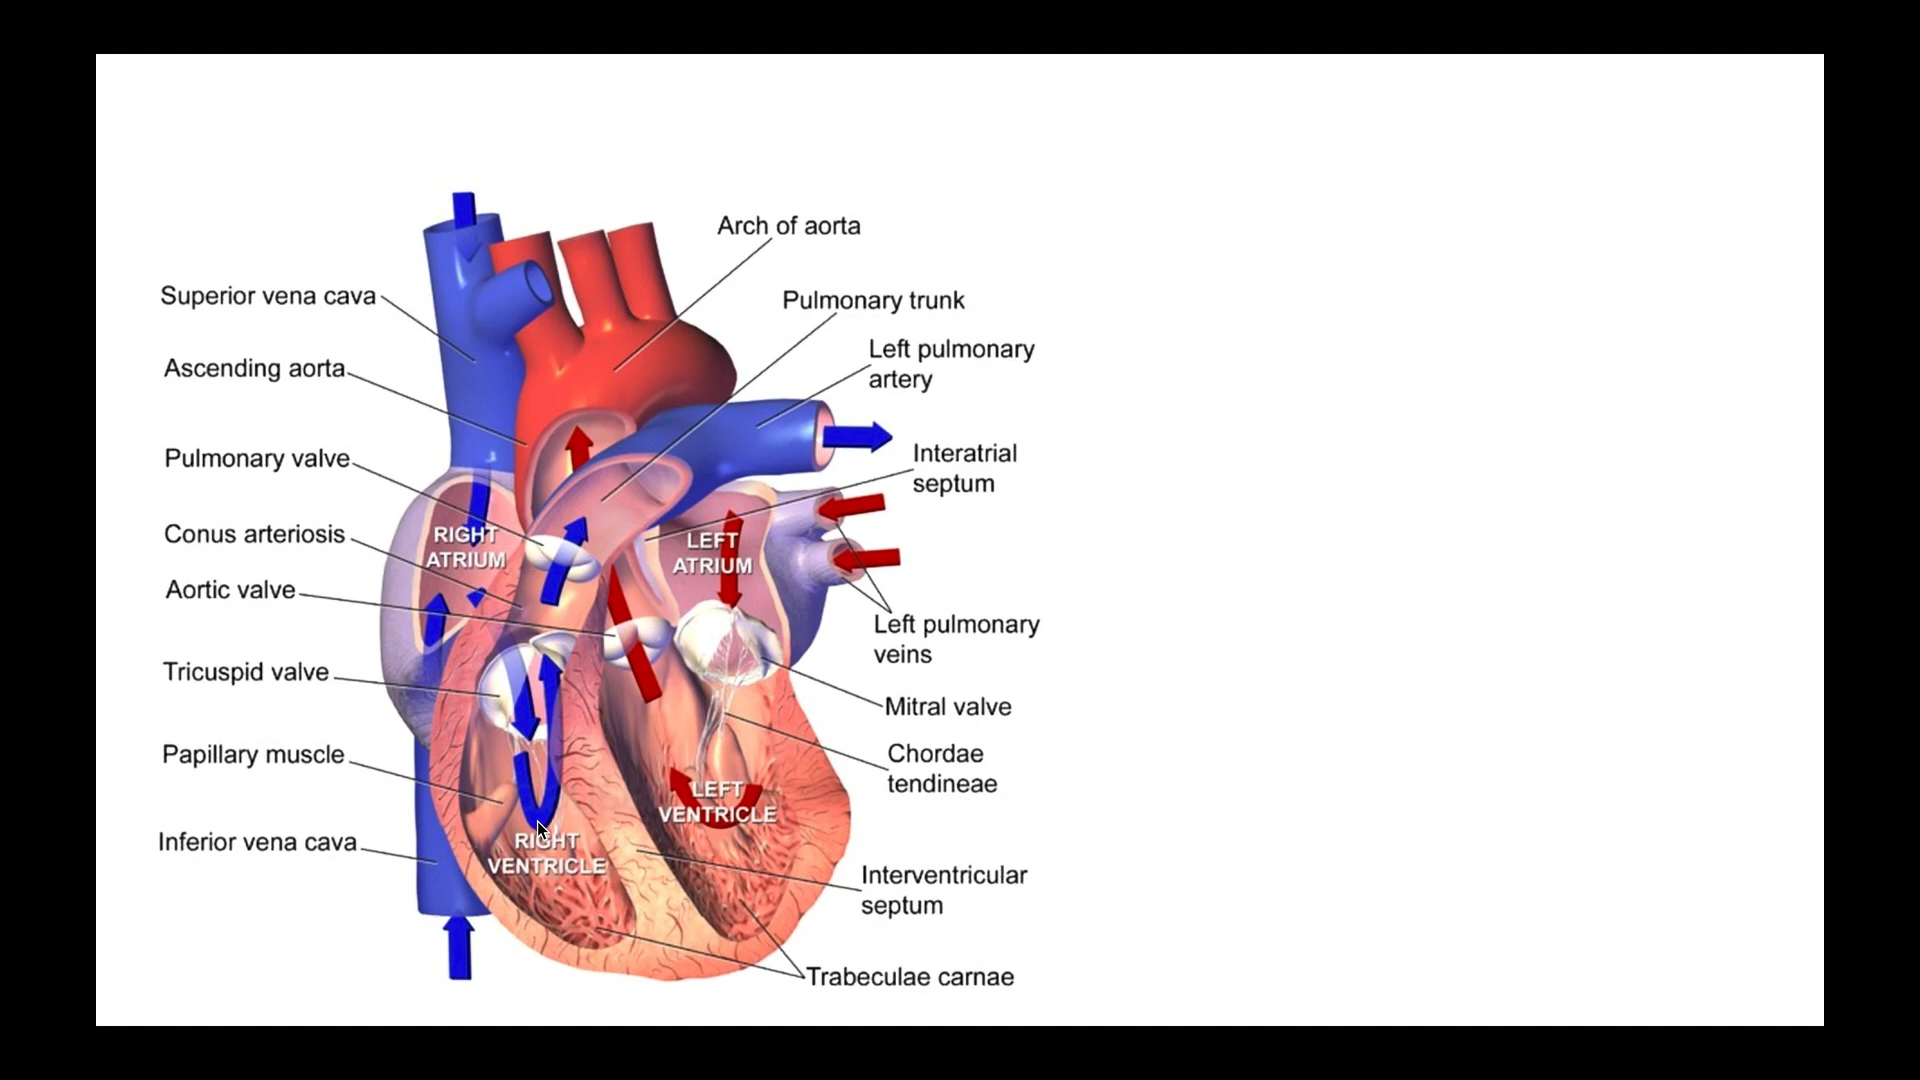 Arch of aorta
Superior vena cava
Pulmonary trunk
Left pulmonary
artery
Ascending aorta
Pulmonary valve
Interatrial
septum
Conus arteriosis
RIGHT
ATRIUM
LEFT
ATRIUM
Aortic valve
Left pulmonary
veins
Tricuspid valve
Mitral valve
Papillary muscle
Chordae
tendineae
LEFT
VENTRICLE
Inferior vena cava
RIGHT
VENTRICLE
Interventricular
septum
Trabeculae carnae